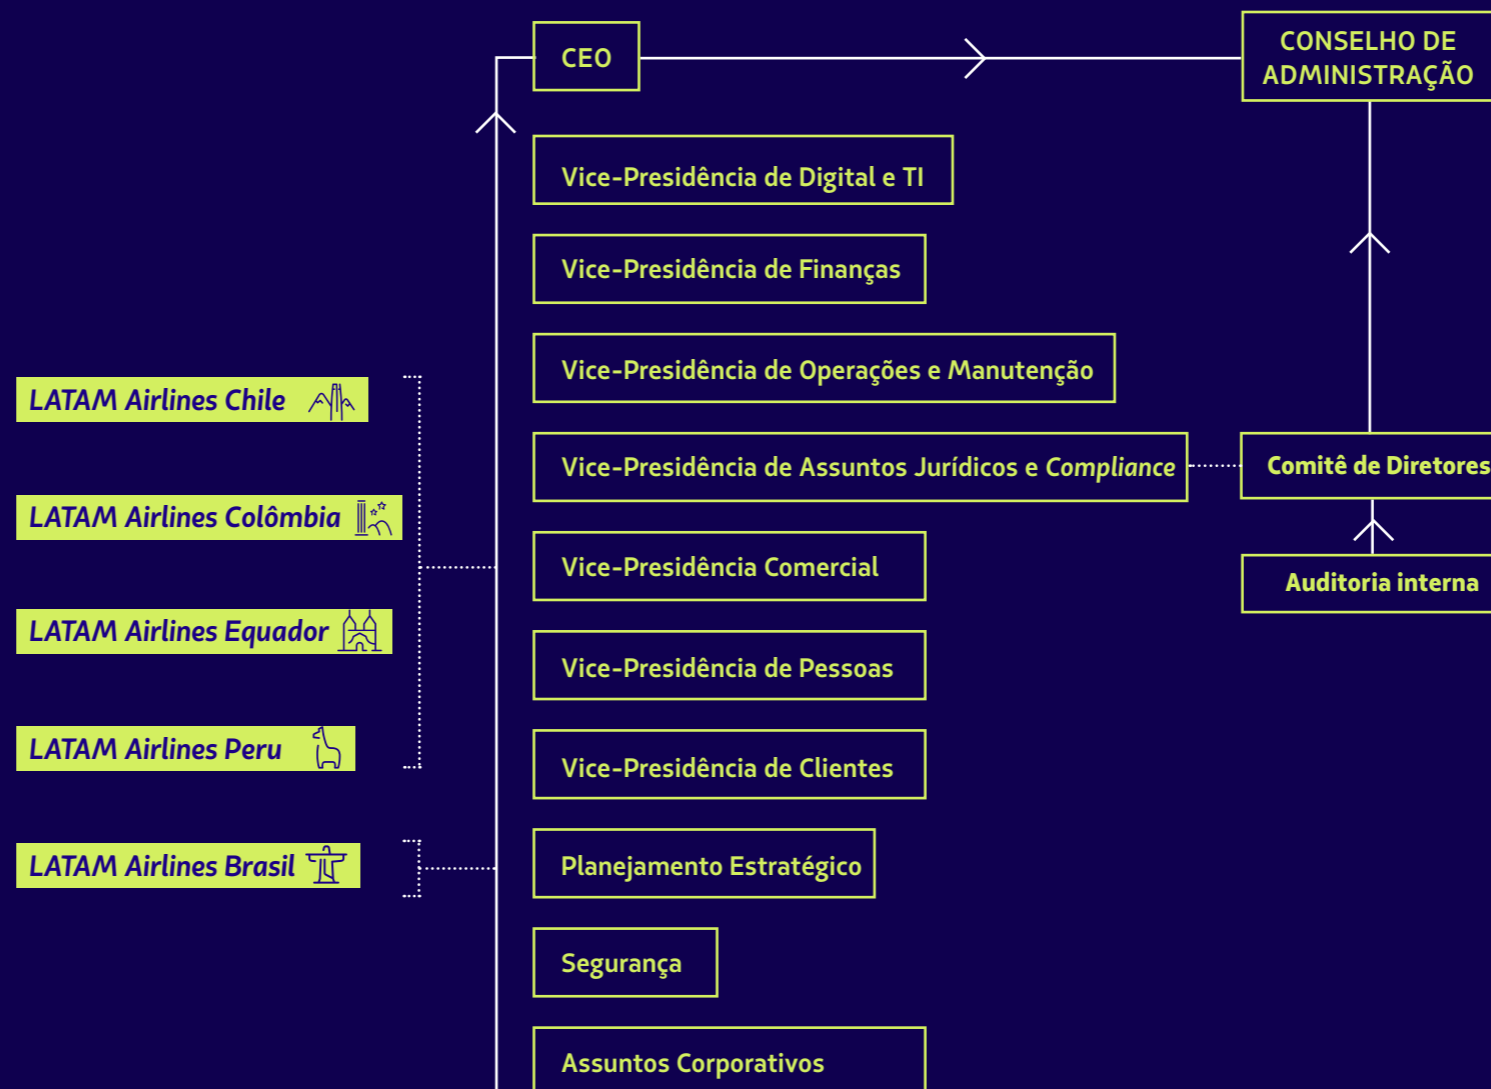 CEO
CONSELHO DE
ADMINISTRAÇÃO
Vice-Presidência de Digital e TI
Vice-Presidência de Finanças
Vice-Presidência de Operações e Manutenção
LATAM Airlines Chile
Vice-Presidência de Assuntos Jurídicos e Compliance
Comitê de Diretores
LATAM Airlines Colômbia
Vice-Presidência Comercial
Auditoria interna
LATAM Airlines Equador
Vice-Presidência de Pessoas
LATAM Airlines Peru
Vice-Presidência de Clientes
LATAM Airlines Brasil
Planejamento Estratégico
Segurança
Assuntos Corporativos